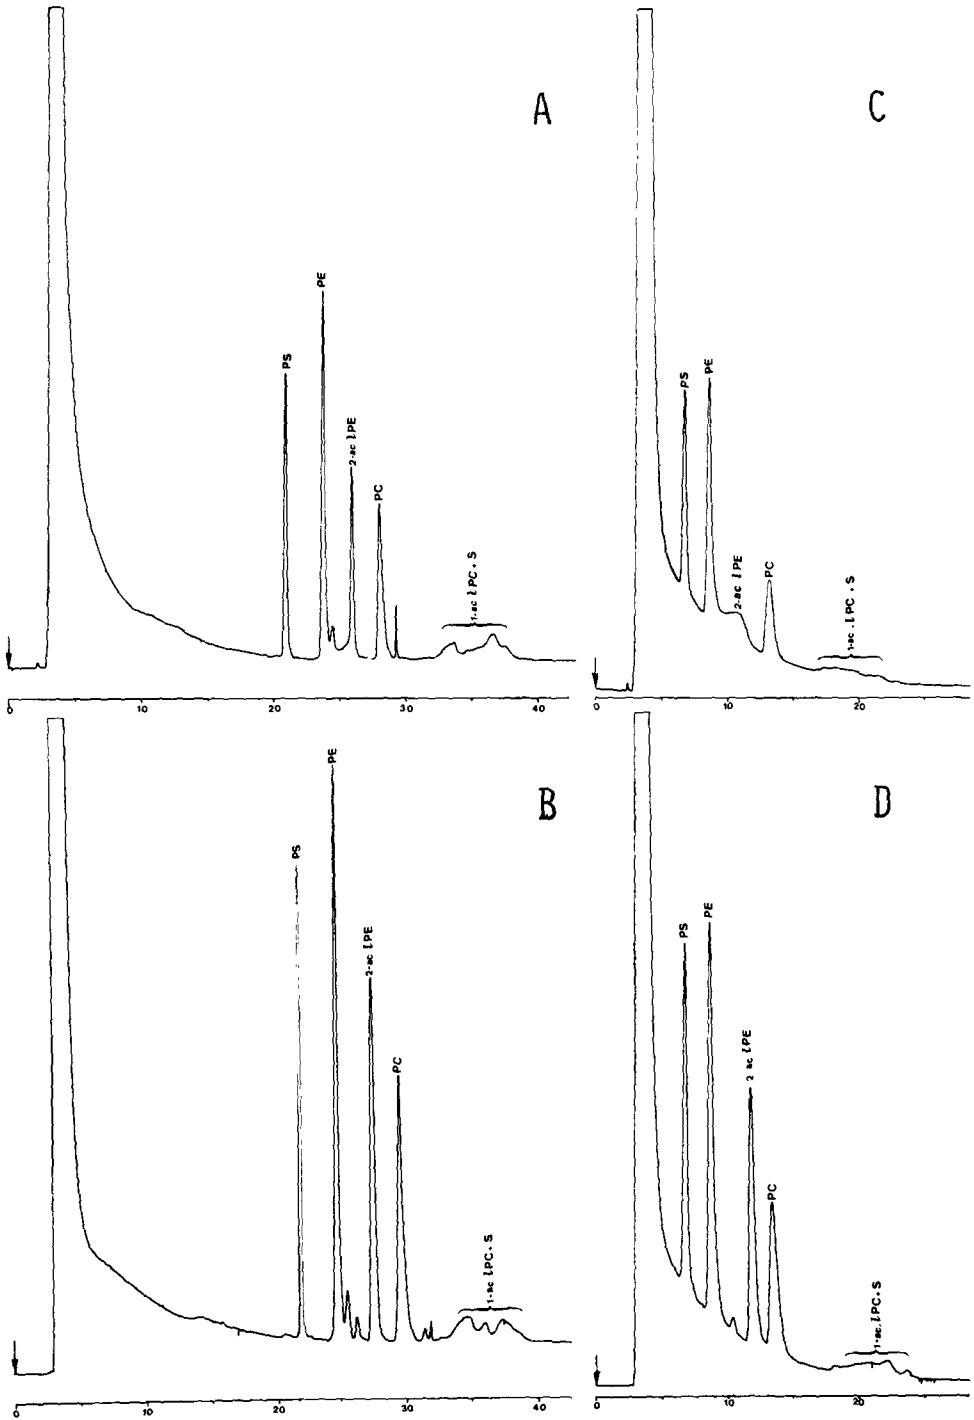 A
PS
PE
2-ac lPE
PC
1-ac lPC + S
0 10 20 30 40
C
PS
PE
2-ac lPE
PC
1-ac.lPC + S
0 10 20
B
PS
PE
2-ac lPE
PC
1-ac lPC + S
0 10 20 30 40
D
PS
PE
2 ac lPE
PC
1-ac.lPC + S
0 10 20